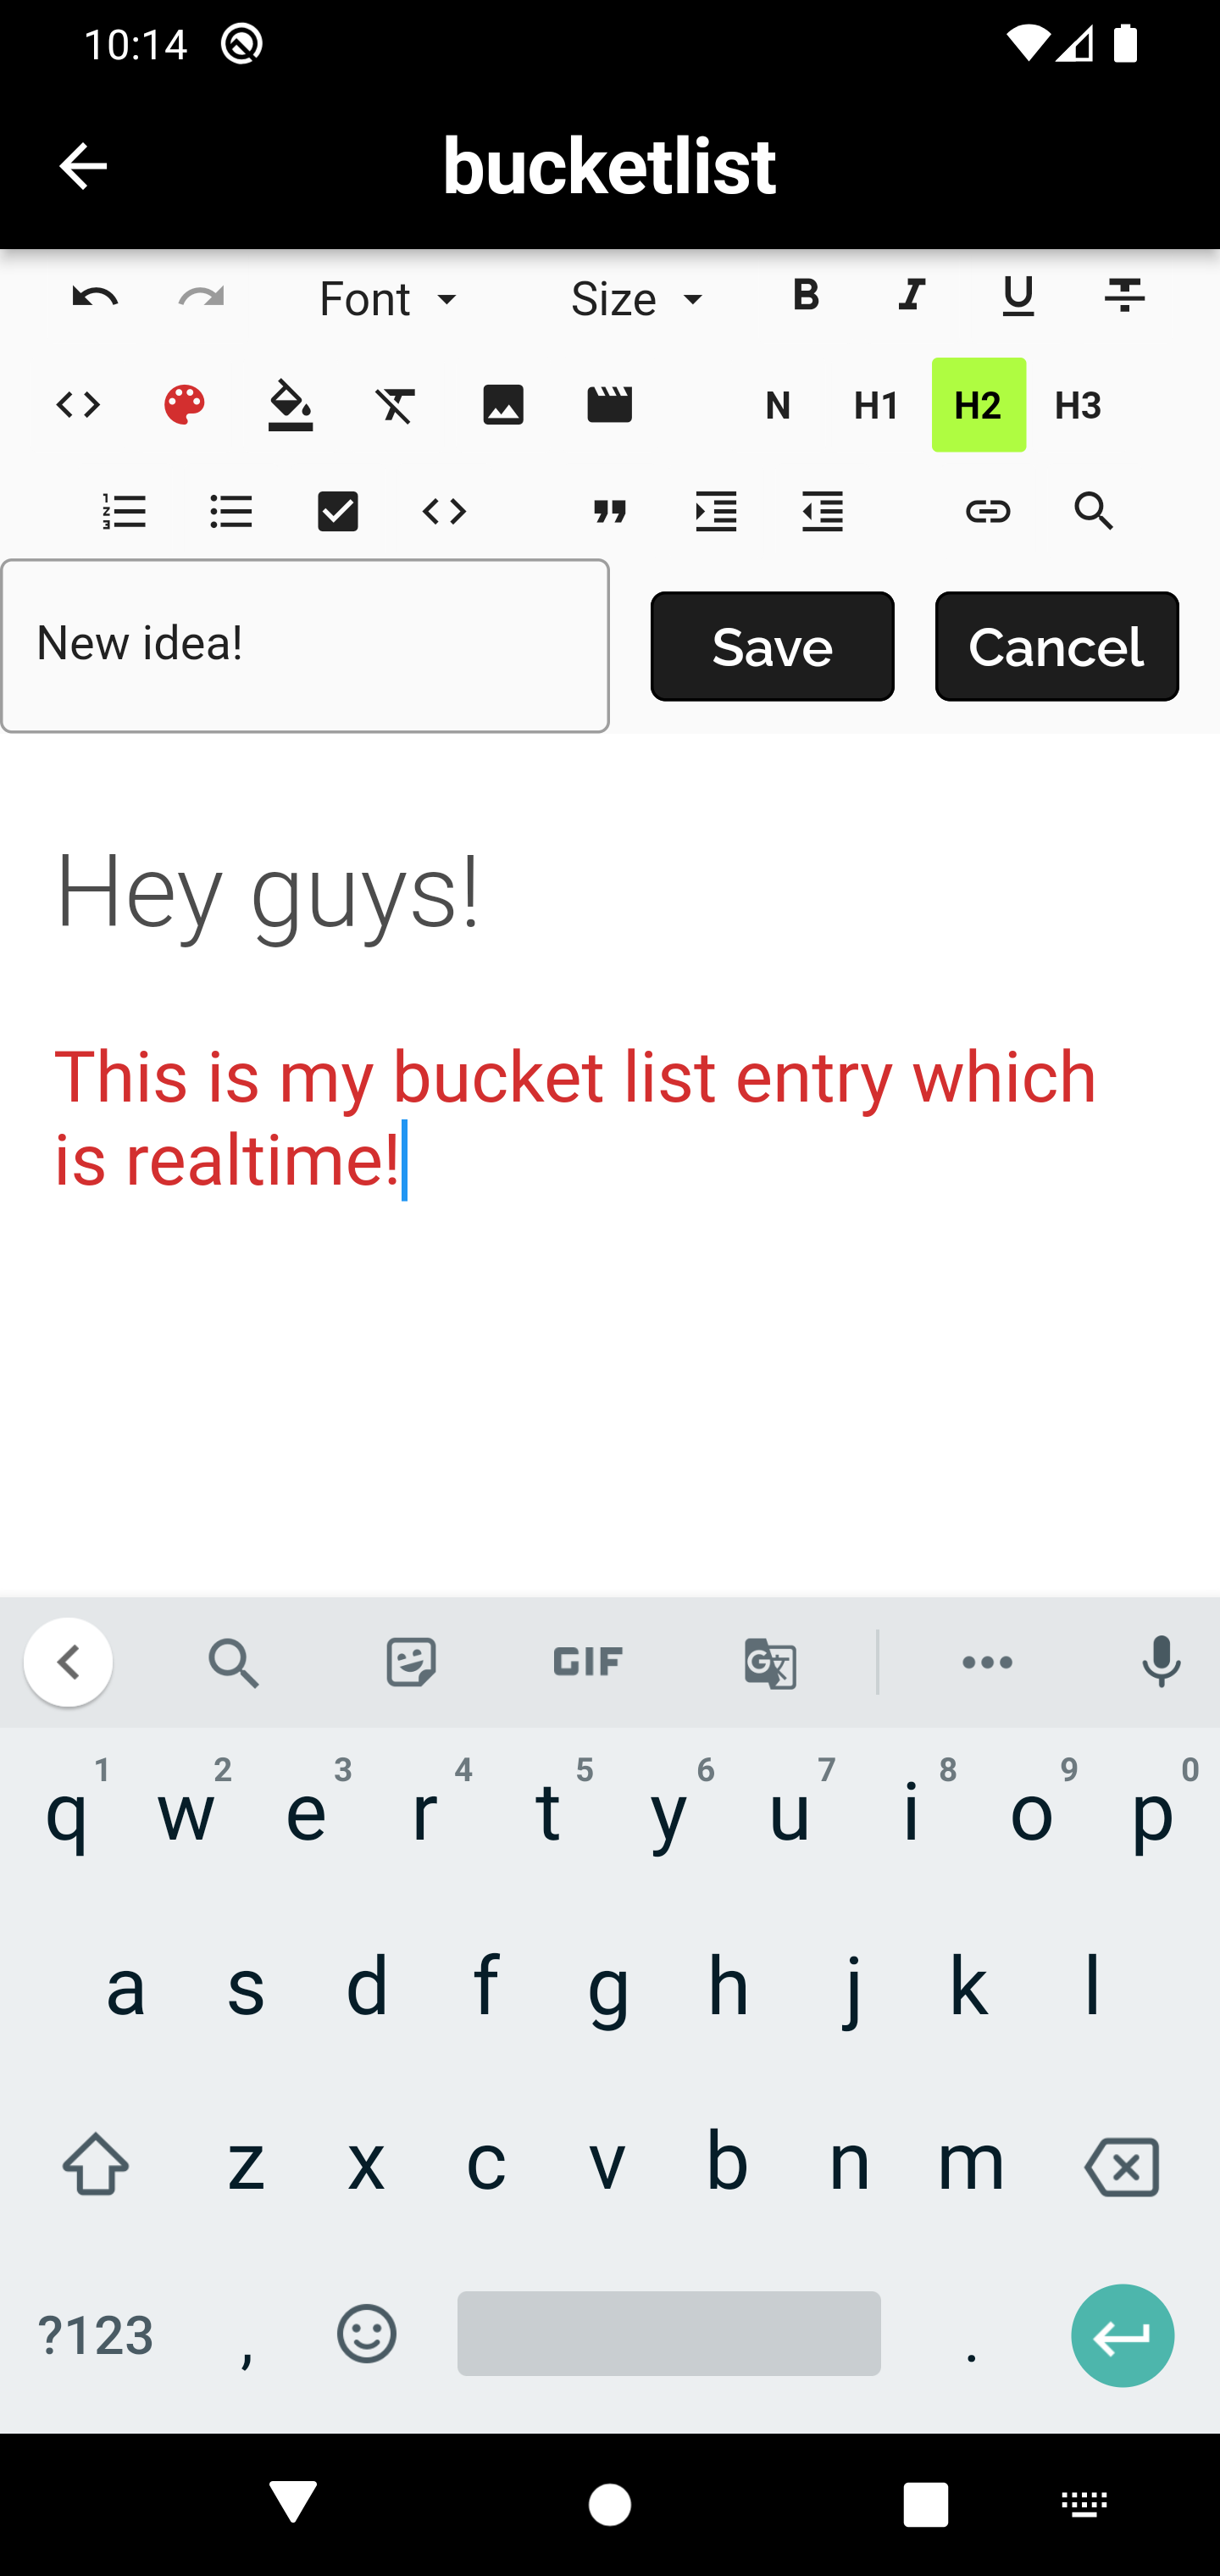 10:14
bucketlist
Font Size B I U
N H1 H2 H3
New idea! Save Cancel
Hey guys!
This is my bucket list entry which
is realtime!
GIF
1 2 3 4 5 6 7 8 9 0
q w e r t y u i o p
a s d f g h j k l
z x c v b n m
?123 , .